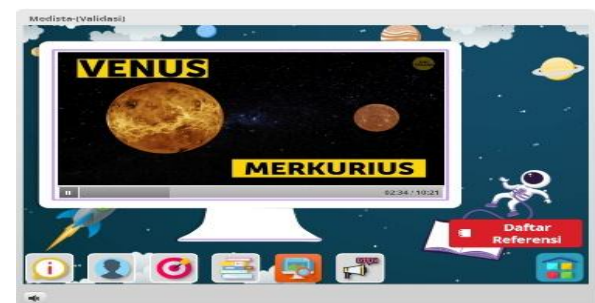 Medista-(Validasi)
VENUS
MERKURIUS
02:34 / 10:21
Daftar
Referensi